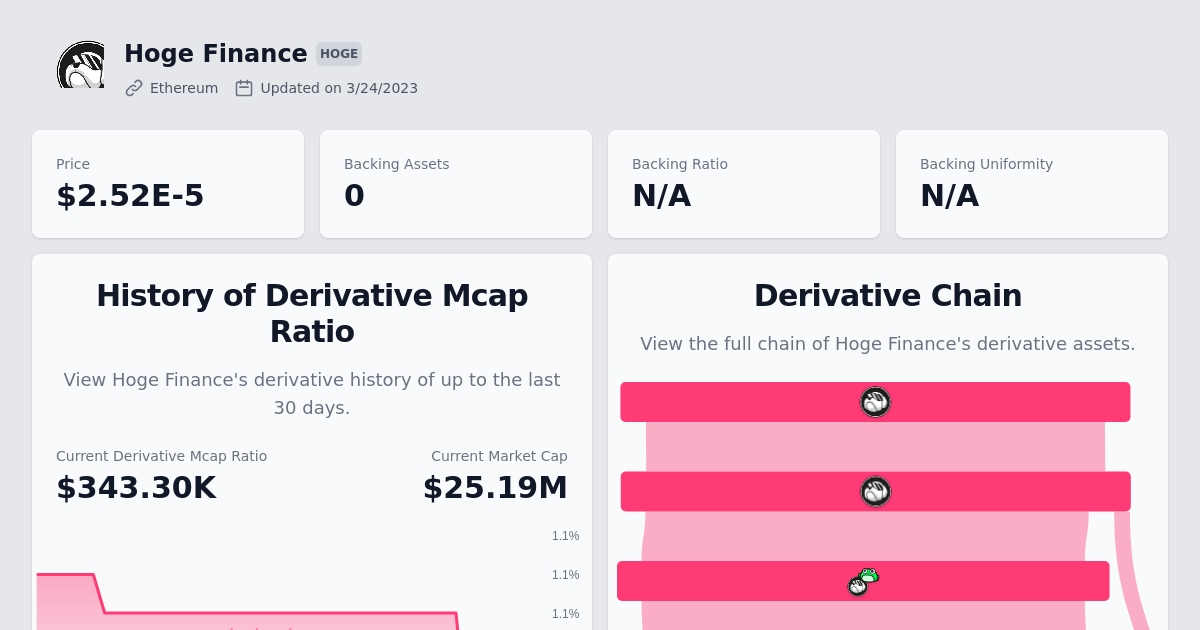 Hoge Finance HOGE
Ethereum Updated on 3/24/2023
Price
$2.52E-5
Backing Assets
0
Backing Ratio
N/A
Backing Uniformity
N/A
History of Derivative Mcap
Ratio
View Hoge Finance's derivative history of up to the last
30 days.
Current Derivative Mcap Ratio
$343.30K
Current Market Cap
$25.19M
1.1%
1.1%
1.1%
Derivative Chain
View the full chain of Hoge Finance's derivative assets.